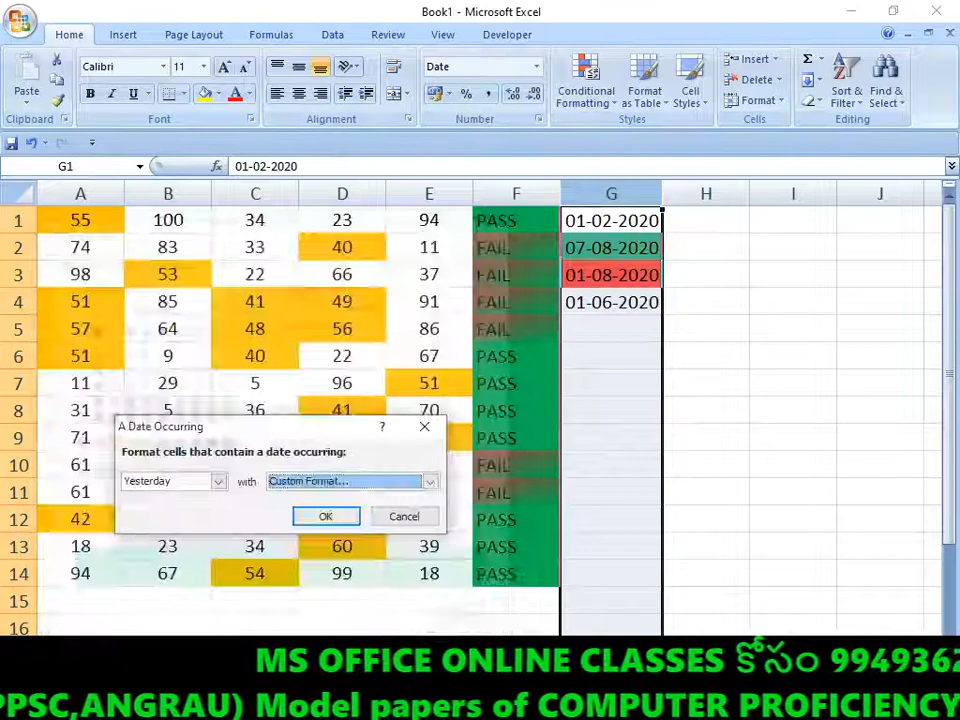 Book1 - Microsoft Excel
Home Insert Page Layout Formulas Data Review View Developer
Calibri 11 A A Date Insert Σ
Paste B I U A % , .0 .00 .00 .0 Conditional Formatting Format as Table Cell Styles Delete Format Sort & Filter Find & Select
Clipboard Font Alignment Number Styles Cells Editing
G1 fx 01-02-2020
A B C D E F G H I J
1 55 100 34 23 94 PASS 01-02-2020
2 74 83 33 40 11 FAIL 07-08-2020
3 98 53 22 66 37 FAIL 01-08-2020
4 51 85 41 49 91 FAIL 01-06-2020
5 57 64 48 56 86 FAIL
6 51 9 40 22 67 PASS
7 11 29 5 96 51 PASS
8 31 5 36 41 70 PASS
9 71 PASS
10 61 FAIL
11 61 FAIL
12 42 PASS
13 18 23 34 60 39 PASS
14 94 67 54 99 18 PASS
15
16
A Date Occurring ?
Format cells that contain a date occurring:
Yesterday with Custom Format...
OK Cancel
MS OFFICE ONLINE CLASSES కోసం 9949362
PPSC,ANGRAU) Model papers of COMPUTER PROFICIENCY